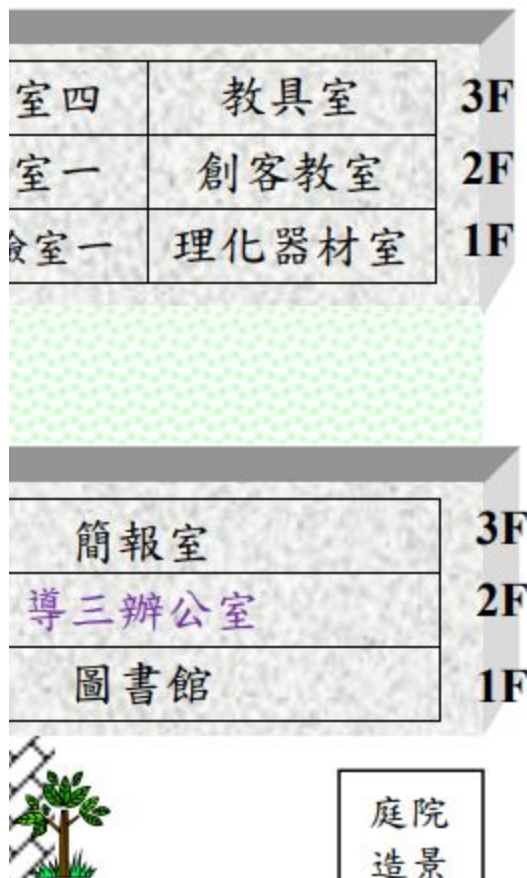 室四 教具室 3F
室一 創客教室 2F
室一 理化器材室 1F
簡報室 3F
導三辦公室 2F
圖書館 1F
庭院
造景